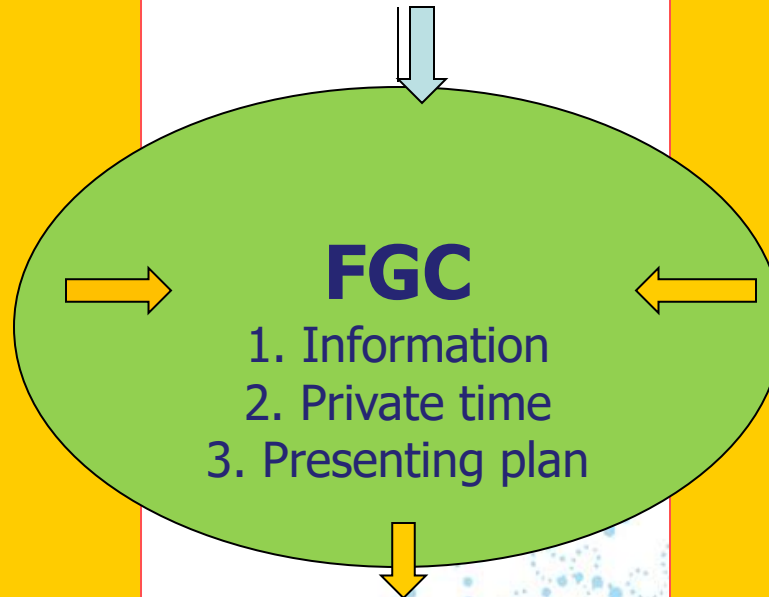 FGC
1. Information
2. Private time
3. Presenting plan